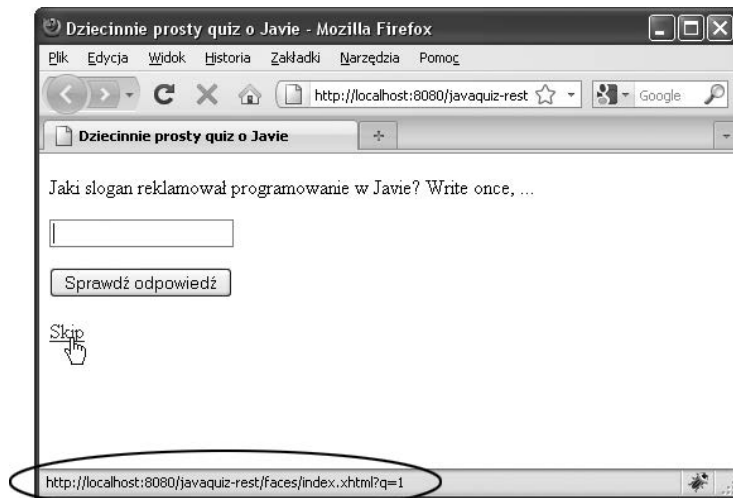 Dziecinnie prosty quiz o Javie - Mozilla Firefox
Plik Edycja Widok Historia Zakładki Narzędzia Pomoc
http://localhost:8080/javaquiz-rest Google
Dziecinnie prosty quiz o Javie
Jaki slogan reklamował programowanie w Javie? Write once, ...
Sprawdź odpowiedź
Skip
http://localhost:8080/javaquiz-rest/faces/index.xhtml?q=1